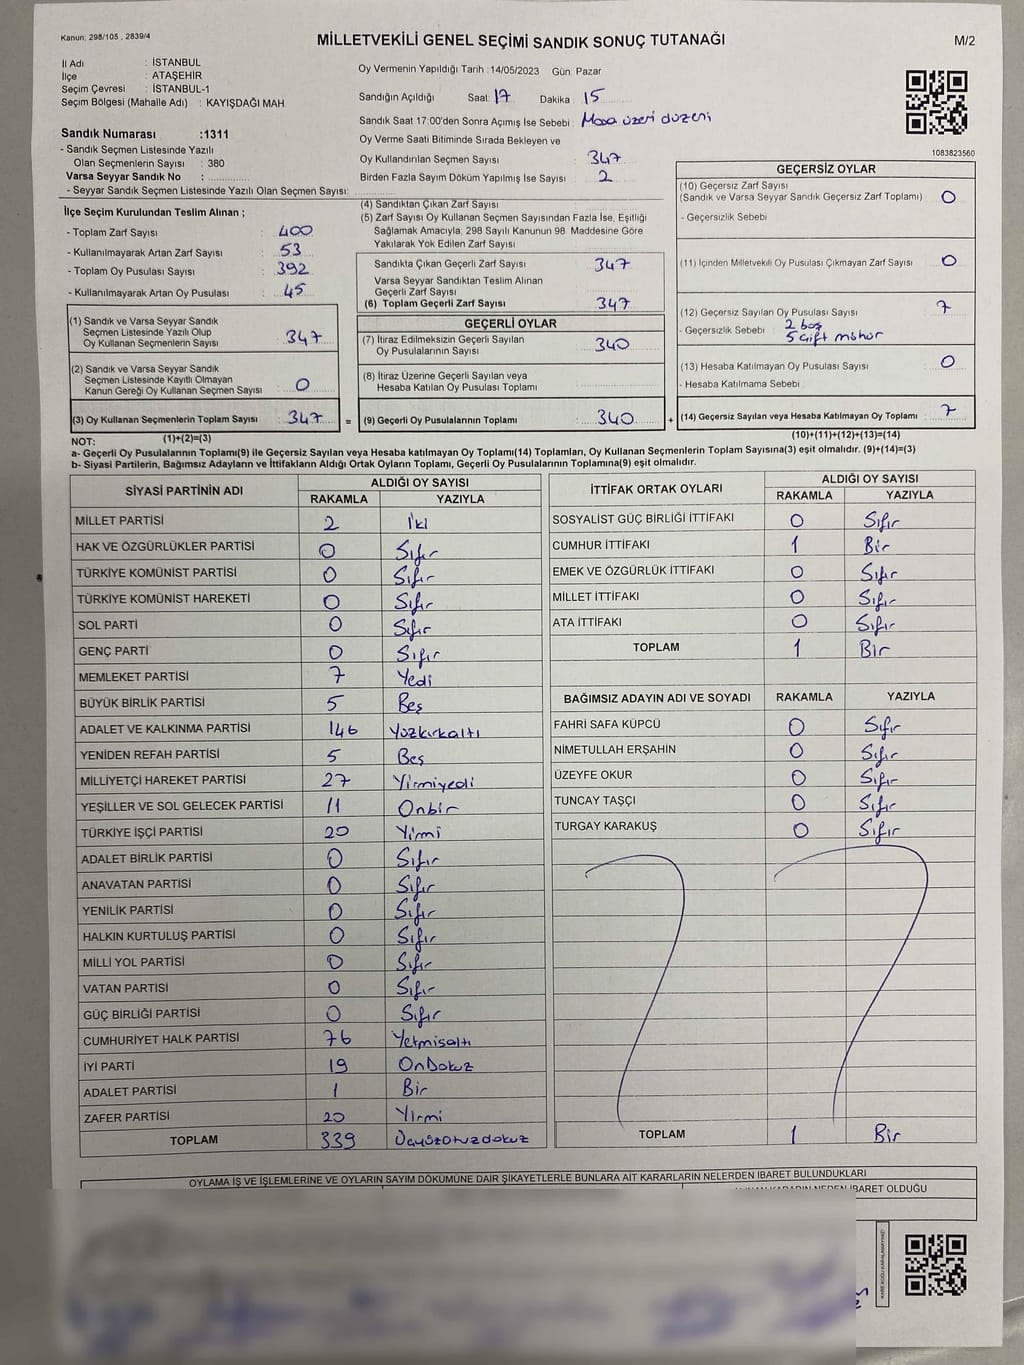 Kanun: 298/105 , 2839/4
MİLLETVEKİLİ GENEL SEÇİMİ SANDIK SONUÇ TUTANAĞI
M/2
İl Adı : İSTANBUL
İlçe : ATAŞEHİR
Seçim Çevresi : İSTANBUL-1
Seçim Bölgesi (Mahalle Adı) : KAYIŞDAĞI MAH
Sandık Numarası :1311
- Sandık Seçmen Listesinde Yazılı
Olan Seçmenlerin Sayısı : 380
Varsa Seyyar Sandık No :
- Seyyar Sandık Seçmen Listesinde Yazılı Olan Seçmen Sayısı:
Oy Vermenin Yapıldığı Tarih :14/05/2023 Gün: Pazar
Sandığın Açıldığı Saat: 17 Dakika : 15
Sandık Saat 17:00'den Sonra Açımış İse Sebebi: Masa üzeri düzeni
Oy Verme Saati Bitiminde Sırada Bekleyen ve
Oy Kullandırılan Seçmen Sayısı 347
Birden Fazla Sayım Döküm Yapılmış İse Sayısı : 2
1083823560
İlçe Seçim Kurulundan Teslim Alınan ;
- Toplam Zarf Sayısı : 400
- Kullanılmayarak Artan Zarf Sayısı : 53
- Toplam Oy Pusulası Sayısı : 392
- Kullanılmayarak Artan Oy Pusulası : 45
(1) Sandık ve Varsa Seyyar Sandık
Seçmen Listesinde Yazılı Olup
Oy Kullanan Seçmenlerin Sayısı : 347
(2) Sandık ve Varsa Seyyar Sandık
Seçmen Listesinde Kayıtlı Olmayan
Kanun Gereği Oy Kullanan Seçmen Sayısı : 0
(3) Oy Kullanan Seçmenlerin Toplam Sayısı : 347 =
(1)+(2)=(3)
(4) Sandıktan Çıkan Zarf Sayısı
(5) Zarf Sayısı Oy Kullanan Seçmen Sayısından Fazla İse, Eşitliği
Sağlamak Amacıyla, 298 Sayılı Kanunun 98 Maddesine Göre
Yakılarak Yok Edilen Zarf Sayısı
Sandıkta Çıkan Geçerli Zarf Sayısı : 347
Varsa Seyyar Sandıktan Teslim Alınan
Geçerli Zarf Sayısı
(6) Toplam Geçerli Zarf Sayısı : 347
GEÇERLİ OYLAR
(7) İtiraz Edilmeksizin Geçerli Sayılan
Oy Pusulalarının Sayısı : 340
(8) İtiraz Üzerine Geçerli Sayılan veya
Hesaba Katılan Oy Pusulası Toplamı
(9) Geçerli Oy Pusulalarının Toplamı : 340 +
GEÇERSİZ OYLAR
(10) Geçersiz Zarf Sayısı
(Sandık ve Varsa Seyyar Sandık Geçersiz Zarf Toplamı) : 0
- Geçersizlik Sebebi
(11) İçinden Milletvekili Oy Pusulası Çıkmayan Zarf Sayısı : 0
(12) Geçersiz Sayılan Oy Pusulası Sayısı : 7
- Geçersizlik Sebebi : 2 boş
5 çift mühür
(13) Hesaba Katılmayan Oy Pusulası Sayısı : 0
- Hesaba Katılmama Sebebi :
(14) Geçersiz Sayılan veya Hesaba Katılmayan Oy Toplamı : 7
(10)+(11)+(12)+(13)=(14)
NOT:
a- Geçerli Oy Pusulalarının Toplamı(9) ile Geçersiz Sayılan veya Hesaba katılmayan Oy Toplamı(14) Toplamları, Oy Kullanan Seçmenlerin Toplam Sayısına(3) eşit olmalıdır. (9)+(14)=(3)
b- Siyasi Partilerin, Bağımsız Adayların ve İttifakların Aldığı Ortak Oyların Toplamı, Geçerli Oy Pusulalarının Toplamına(9) eşit olmalıdır.
SİYASİ PARTİNİN ADI ALDIĞI OY SAYISI
RAKAMLA YAZIYLA
MİLLET PARTİSİ 2 İki
HAK VE ÖZGÜRLÜKLER PARTİSİ 0 Sıfır
TÜRKİYE KOMÜNİST PARTİSİ 0 Sıfır
TÜRKİYE KOMÜNİST HAREKETİ 0 Sıfır
SOL PARTİ 0 Sıfır
GENÇ PARTİ 0 Sıfır
MEMLEKET PARTİSİ 7 Yedi
BÜYÜK BİRLİK PARTİSİ 5 Beş
ADALET VE KALKINMA PARTİSİ 146 Yüzkırkaltı
YENİDEN REFAH PARTİSİ 5 Beş
MİLLİYETÇİ HAREKET PARTİSİ 27 Yirmiyedi
YEŞİLLER VE SOL GELECEK PARTİSİ 11 Onbir
TÜRKİYE İŞÇİ PARTİSİ 20 Yirmi
ADALET BİRLİK PARTİSİ 0 Sıfır
ANAVATAN PARTİSİ 0 Sıfır
YENİLİK PARTİSİ 0 Sıfır
HALKIN KURTULUŞ PARTİSİ 0 Sıfır
MİLLİ YOL PARTİSİ 0 Sıfır
VATAN PARTİSİ 0 Sıfır
GÜÇ BİRLİĞİ PARTİSİ 0 Sıfır
CUMHURİYET HALK PARTİSİ 76 Yetmişaltı
İYİ PARTİ 19 OnDokuz
ADALET PARTİSİ 1 Bir
ZAFER PARTİSİ 20 Yirmi
TOPLAM 339 Üçyüzotuzdokuz
İTTİFAK ORTAK OYLARI ALDIĞI OY SAYISI
RAKAMLA YAZIYLA
SOSYALİST GÜÇ BİRLİĞİ İTTİFAKI 0 Sıfır
CUMHUR İTTİFAKI 1 Bir
EMEK VE ÖZGÜRLÜK İTTİFAKI 0 Sıfır
MİLLET İTTİFAKI 0 Sıfır
ATA İTTİFAKI 0 Sıfır
TOPLAM 1 Bir
BAĞIMSIZ ADAYIN ADI VE SOYADI RAKAMLA YAZIYLA
FAHRİ SAFA KÜPCÜ 0 Sıfır
NİMETULLAH ERŞAHİN 0 Sıfır
ÜZEYFE OKUR 0 Sıfır
TUNCAY TAŞÇI 0 Sıfır
TURGAY KARAKUŞ 0 Sıfır
TOPLAM 1 Bir
OYLAMA İŞ VE İŞLEMLERİNE VE OYLARIN SAYIM DÖKÜMÜNE DAİR ŞİKAYETLERLE BUNLARA AİT KARARLARIN NELERDEN İBARET BULUNDUKLARI
İBARET OLDUĞU